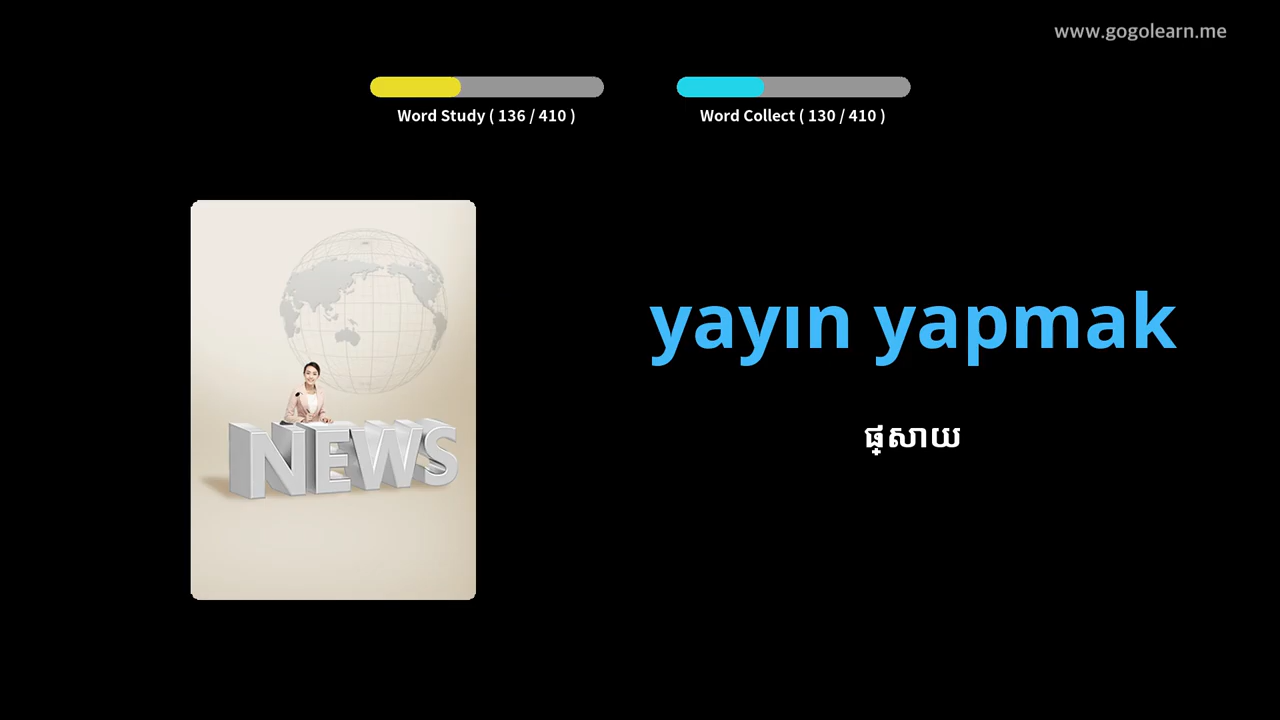 www.gogolearn.me
Word Study ( 136 / 410 )
Word Collect ( 130 / 410 )
NEWS
yayın yapmak
ផ្សាយ